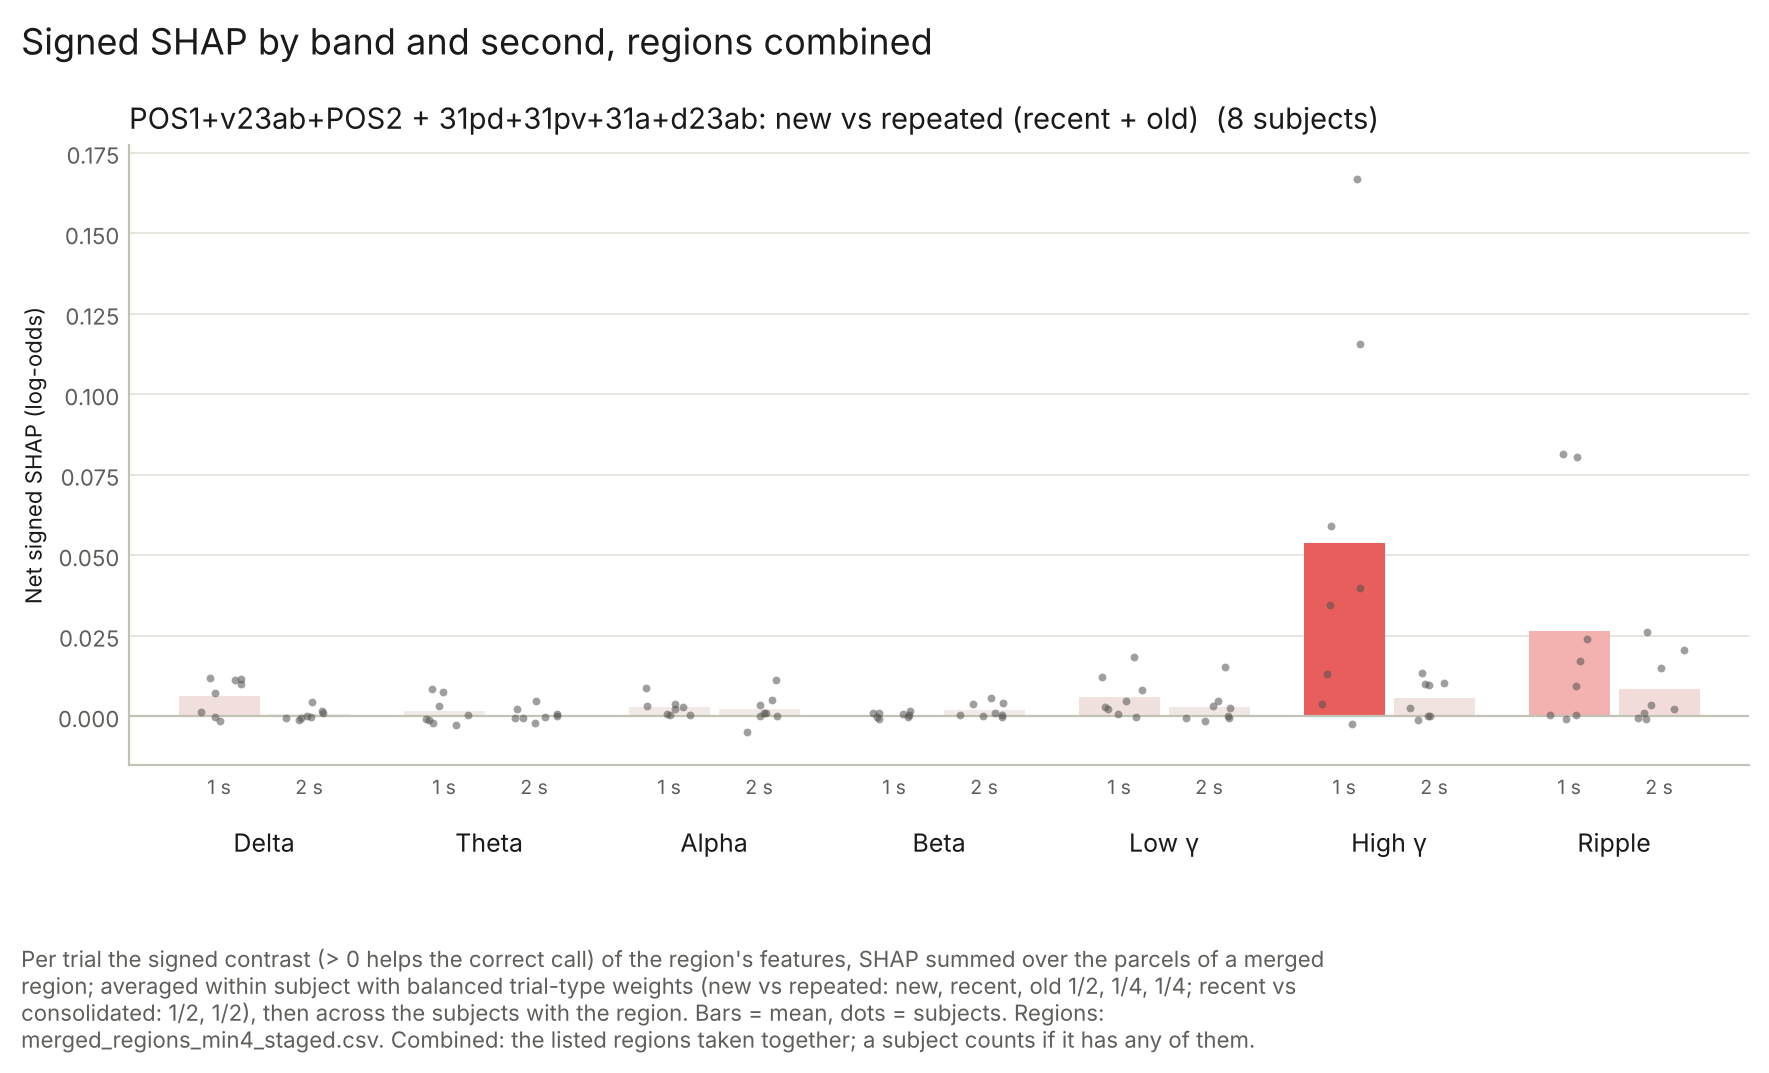 Signed SHAP by band and second, regions combined
POS1+v23ab+POS2 + 31pd+31pv+31a+d23ab: new vs repeated (recent + old)  (8 subjects)
Net signed SHAP (log-odds)
0.175
0.150
0.125
0.100
0.075
0.050
0.025
0.000
1 s 2 s 1 s 2 s 1 s 2 s 1 s 2 s 1 s 2 s 1 s 2 s 1 s 2 s
Delta Theta Alpha Beta Low γ High γ Ripple
Per trial the signed contrast (> 0 helps the correct call) of the region's features, SHAP summed over the parcels of a merged
region; averaged within subject with balanced trial-type weights (new vs repeated: new, recent, old 1/2, 1/4, 1/4; recent vs
consolidated: 1/2, 1/2), then across the subjects with the region. Bars = mean, dots = subjects. Regions:
merged_regions_min4_staged.csv. Combined: the listed regions taken together; a subject counts if it has any of them.